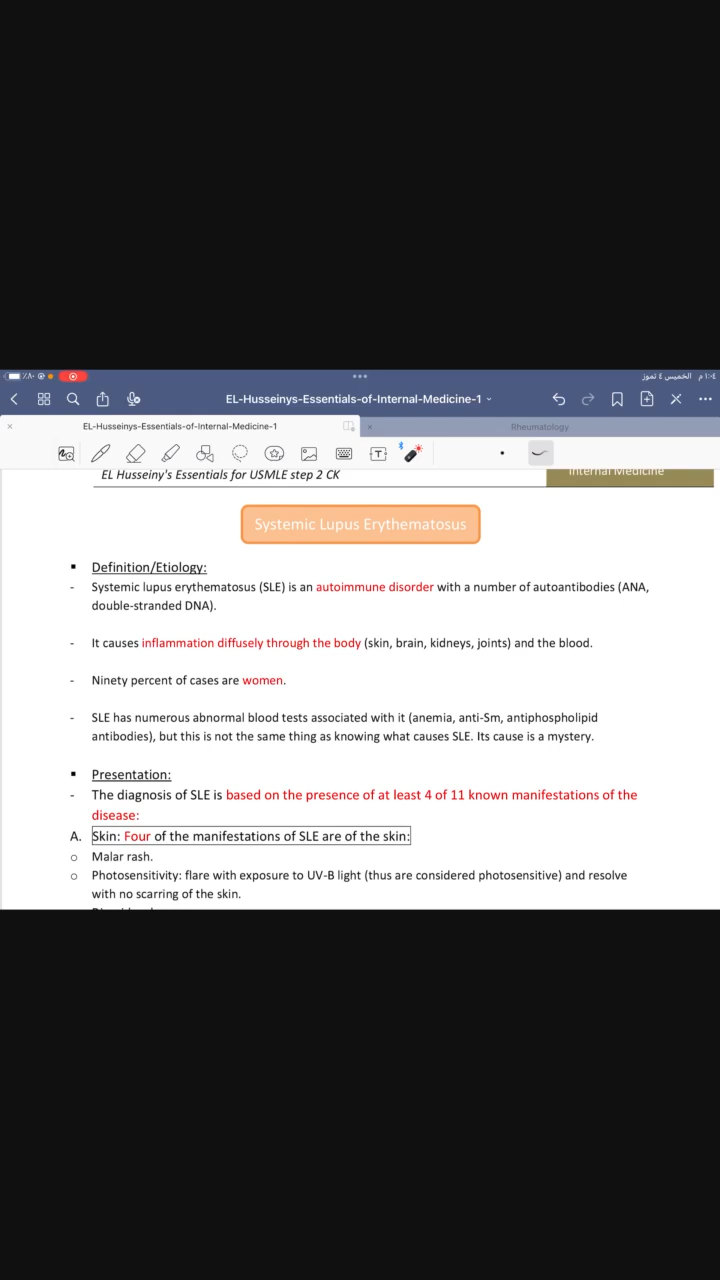 ٪٨٠
١:٠٤ م الخميس ٤ تموز
EL-Husseinys-Essentials-of-Internal-Medicine-1
EL-Husseinys-Essentials-of-Internal-Medicine-1
Rheumatology
EL Husseiny's Essentials for USMLE step 2 CK
Internal Medicine
Systemic Lupus Erythematosus
▪ Definition/Etiology:
- Systemic lupus erythematosus (SLE) is an autoimmune disorder with a number of autoantibodies (ANA,
double-stranded DNA).
- It causes inflammation diffusely through the body (skin, brain, kidneys, joints) and the blood.
- Ninety percent of cases are women.
- SLE has numerous abnormal blood tests associated with it (anemia, anti-Sm, antiphospholipid
antibodies), but this is not the same thing as knowing what causes SLE. Its cause is a mystery.
▪ Presentation:
- The diagnosis of SLE is based on the presence of at least 4 of 11 known manifestations of the
disease:
A. Skin: Four of the manifestations of SLE are of the skin:
o Malar rash.
o Photosensitivity: flare with exposure to UV-B light (thus are considered photosensitive) and resolve
with no scarring of the skin.